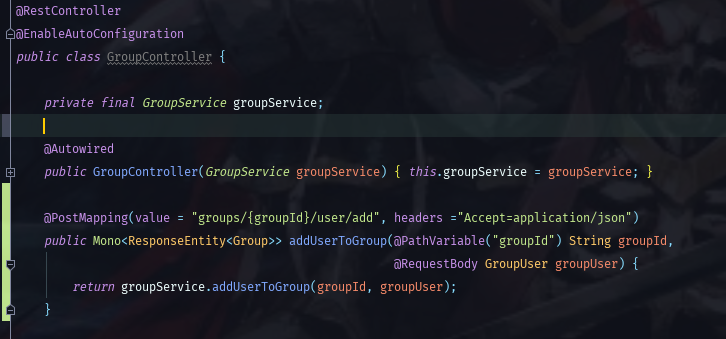 @RestController
@EnableAutoConfiguration
public class GroupController {
private final GroupService groupService;
@Autowired
public GroupController(GroupService groupService) { this.groupService = groupService; }
@PostMapping(value = "groups/{groupId}/user/add", headers ="Accept=application/json")
public Mono<ResponseEntity<Group>> addUserToGroup(@PathVariable("groupId") String groupId,
@RequestBody GroupUser groupUser) {
return groupService.addUserToGroup(groupId, groupUser);
}